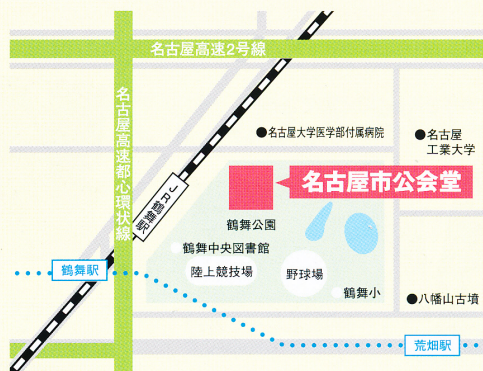 名古屋高速2号線
名古屋高速都心環状線
JR鶴舞駅
●名古屋大学医学部付属病院
●名古屋
工業大学
名古屋市公会堂
鶴舞公園
鶴舞中央図書館
陸上競技場
野球場
鶴舞小
鶴舞駅
●八幡山古墳
荒畑駅